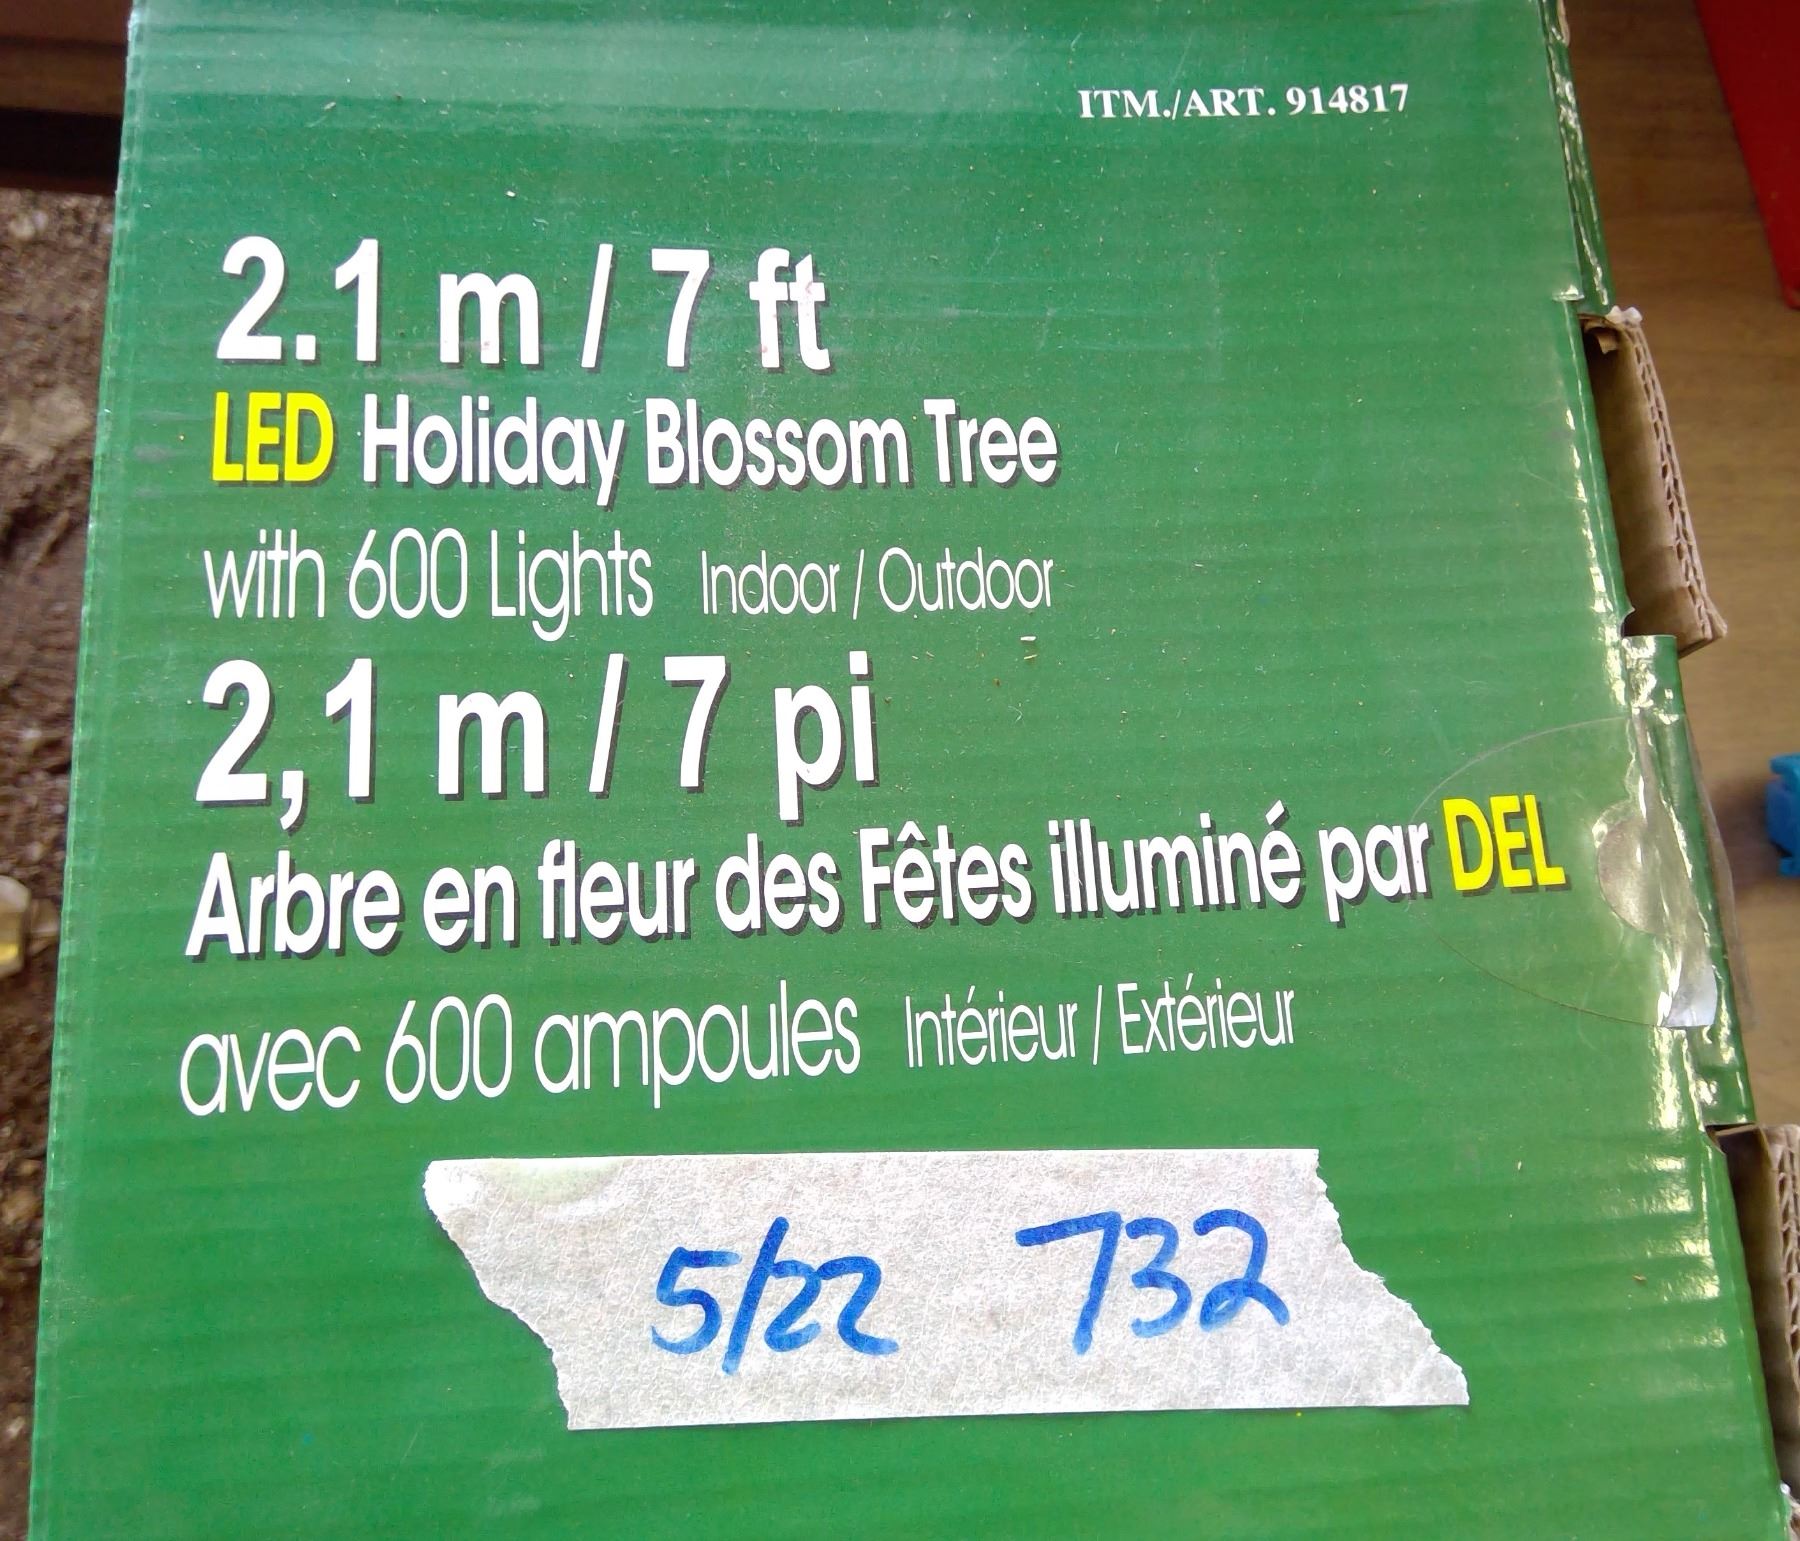 ITM./ART. 914817
2.1 m / 7 ft
LED Holiday Blossom Tree
with 600 Lights Indoor / Outdoor
2,1 m / 7 pi
Arbre en fleur des Fêtes illuminé par DEL
avec 600 ampoules Intérieur / Extérieur
5/22 732